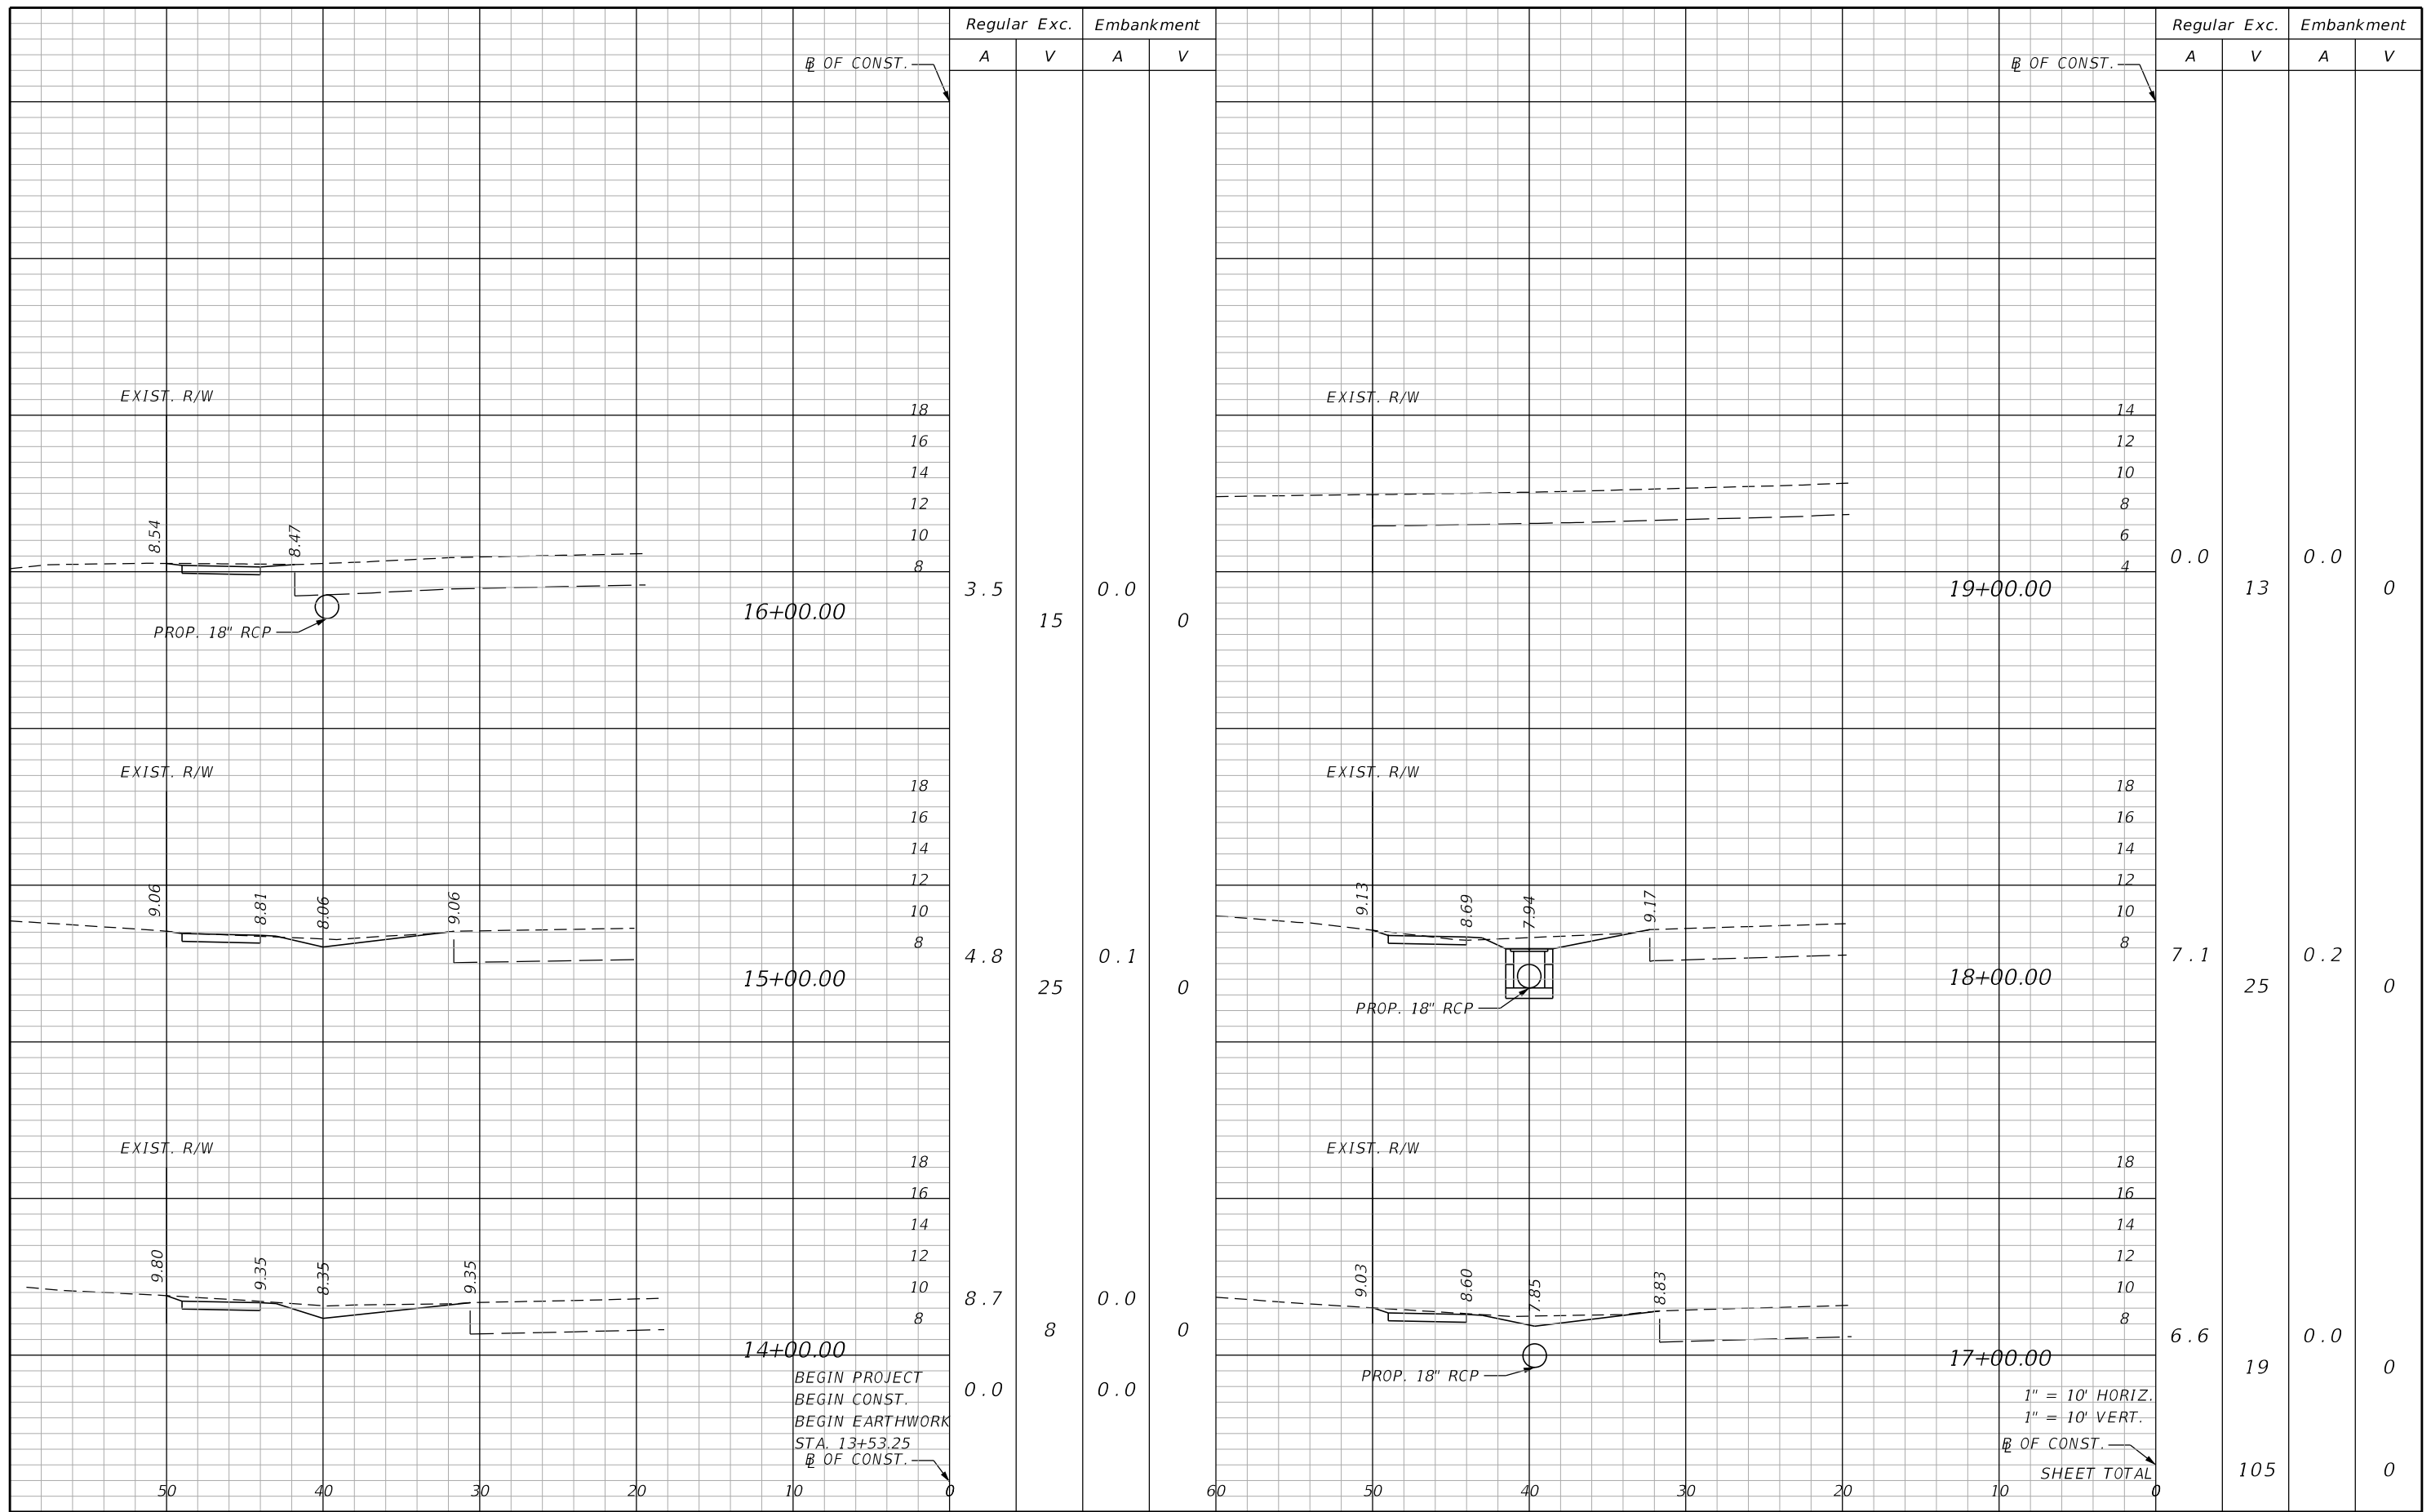 Regular Exc. Embankment
A V A V
℄ OF CONST.
EXIST. R/W
18
16
14
12
10
8
8.54
8.47
3.5 0.0
16+00.00
15 0
PROP. 18" RCP
EXIST. R/W
18
16
14
12
10
8
9.06
8.81
8.06
9.06
4.8 0.1
15+00.00
25 0
EXIST. R/W
18
16
14
12
10
8
9.80
9.35
8.35
9.35
8.7 0.0
8 0
14+00.00
BEGIN PROJECT
BEGIN CONST.
BEGIN EARTHWORK
STA. 13+53.25
0.0 0.0
℄ OF CONST.
50 40 30 20 10 0
Regular Exc. Embankment
A V A V
℄ OF CONST.
EXIST. R/W
14
12
10
8
6
4
0.0 0.0
19+00.00
13 0
EXIST. R/W
18
16
14
12
10
8
9.13
8.69
7.94
9.17
7.1 0.2
18+00.00
25 0
PROP. 18" RCP
EXIST. R/W
18
16
14
12
10
8
9.03
8.60
7.85
8.83
6.6 0.0
17+00.00
19 0
PROP. 18" RCP
1" = 10' HORIZ.
1" = 10' VERT.
℄ OF CONST.
SHEET TOTAL 105 0
60 50 40 30 20 10 0